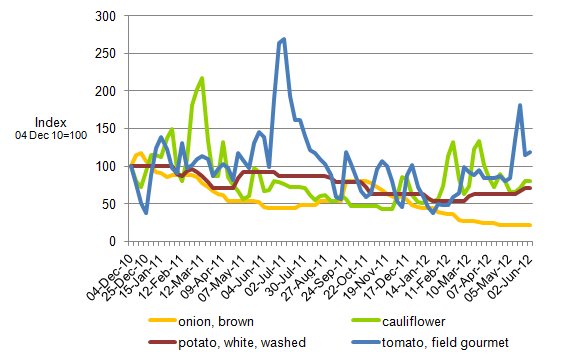 300
250
200
150
100
50
0
Index
04 Dec 10=100
04-Dec-10
25-Dec-10
15-Jan-11
12-Feb-11
12-Mar-11
09-Apr-11
07-May-11
04-Jun-11
02-Jul-11
30-Jul-11
27-Aug-11
24-Sep-11
22-Oct-11
19-Nov-11
17-Dec-11
14-Jan-12
11-Feb-12
10-Mar-12
07-Apr-12
05-May-12
02-Jun-12
onion, brown cauliflower
potato, white, washed tomato, field gourmet